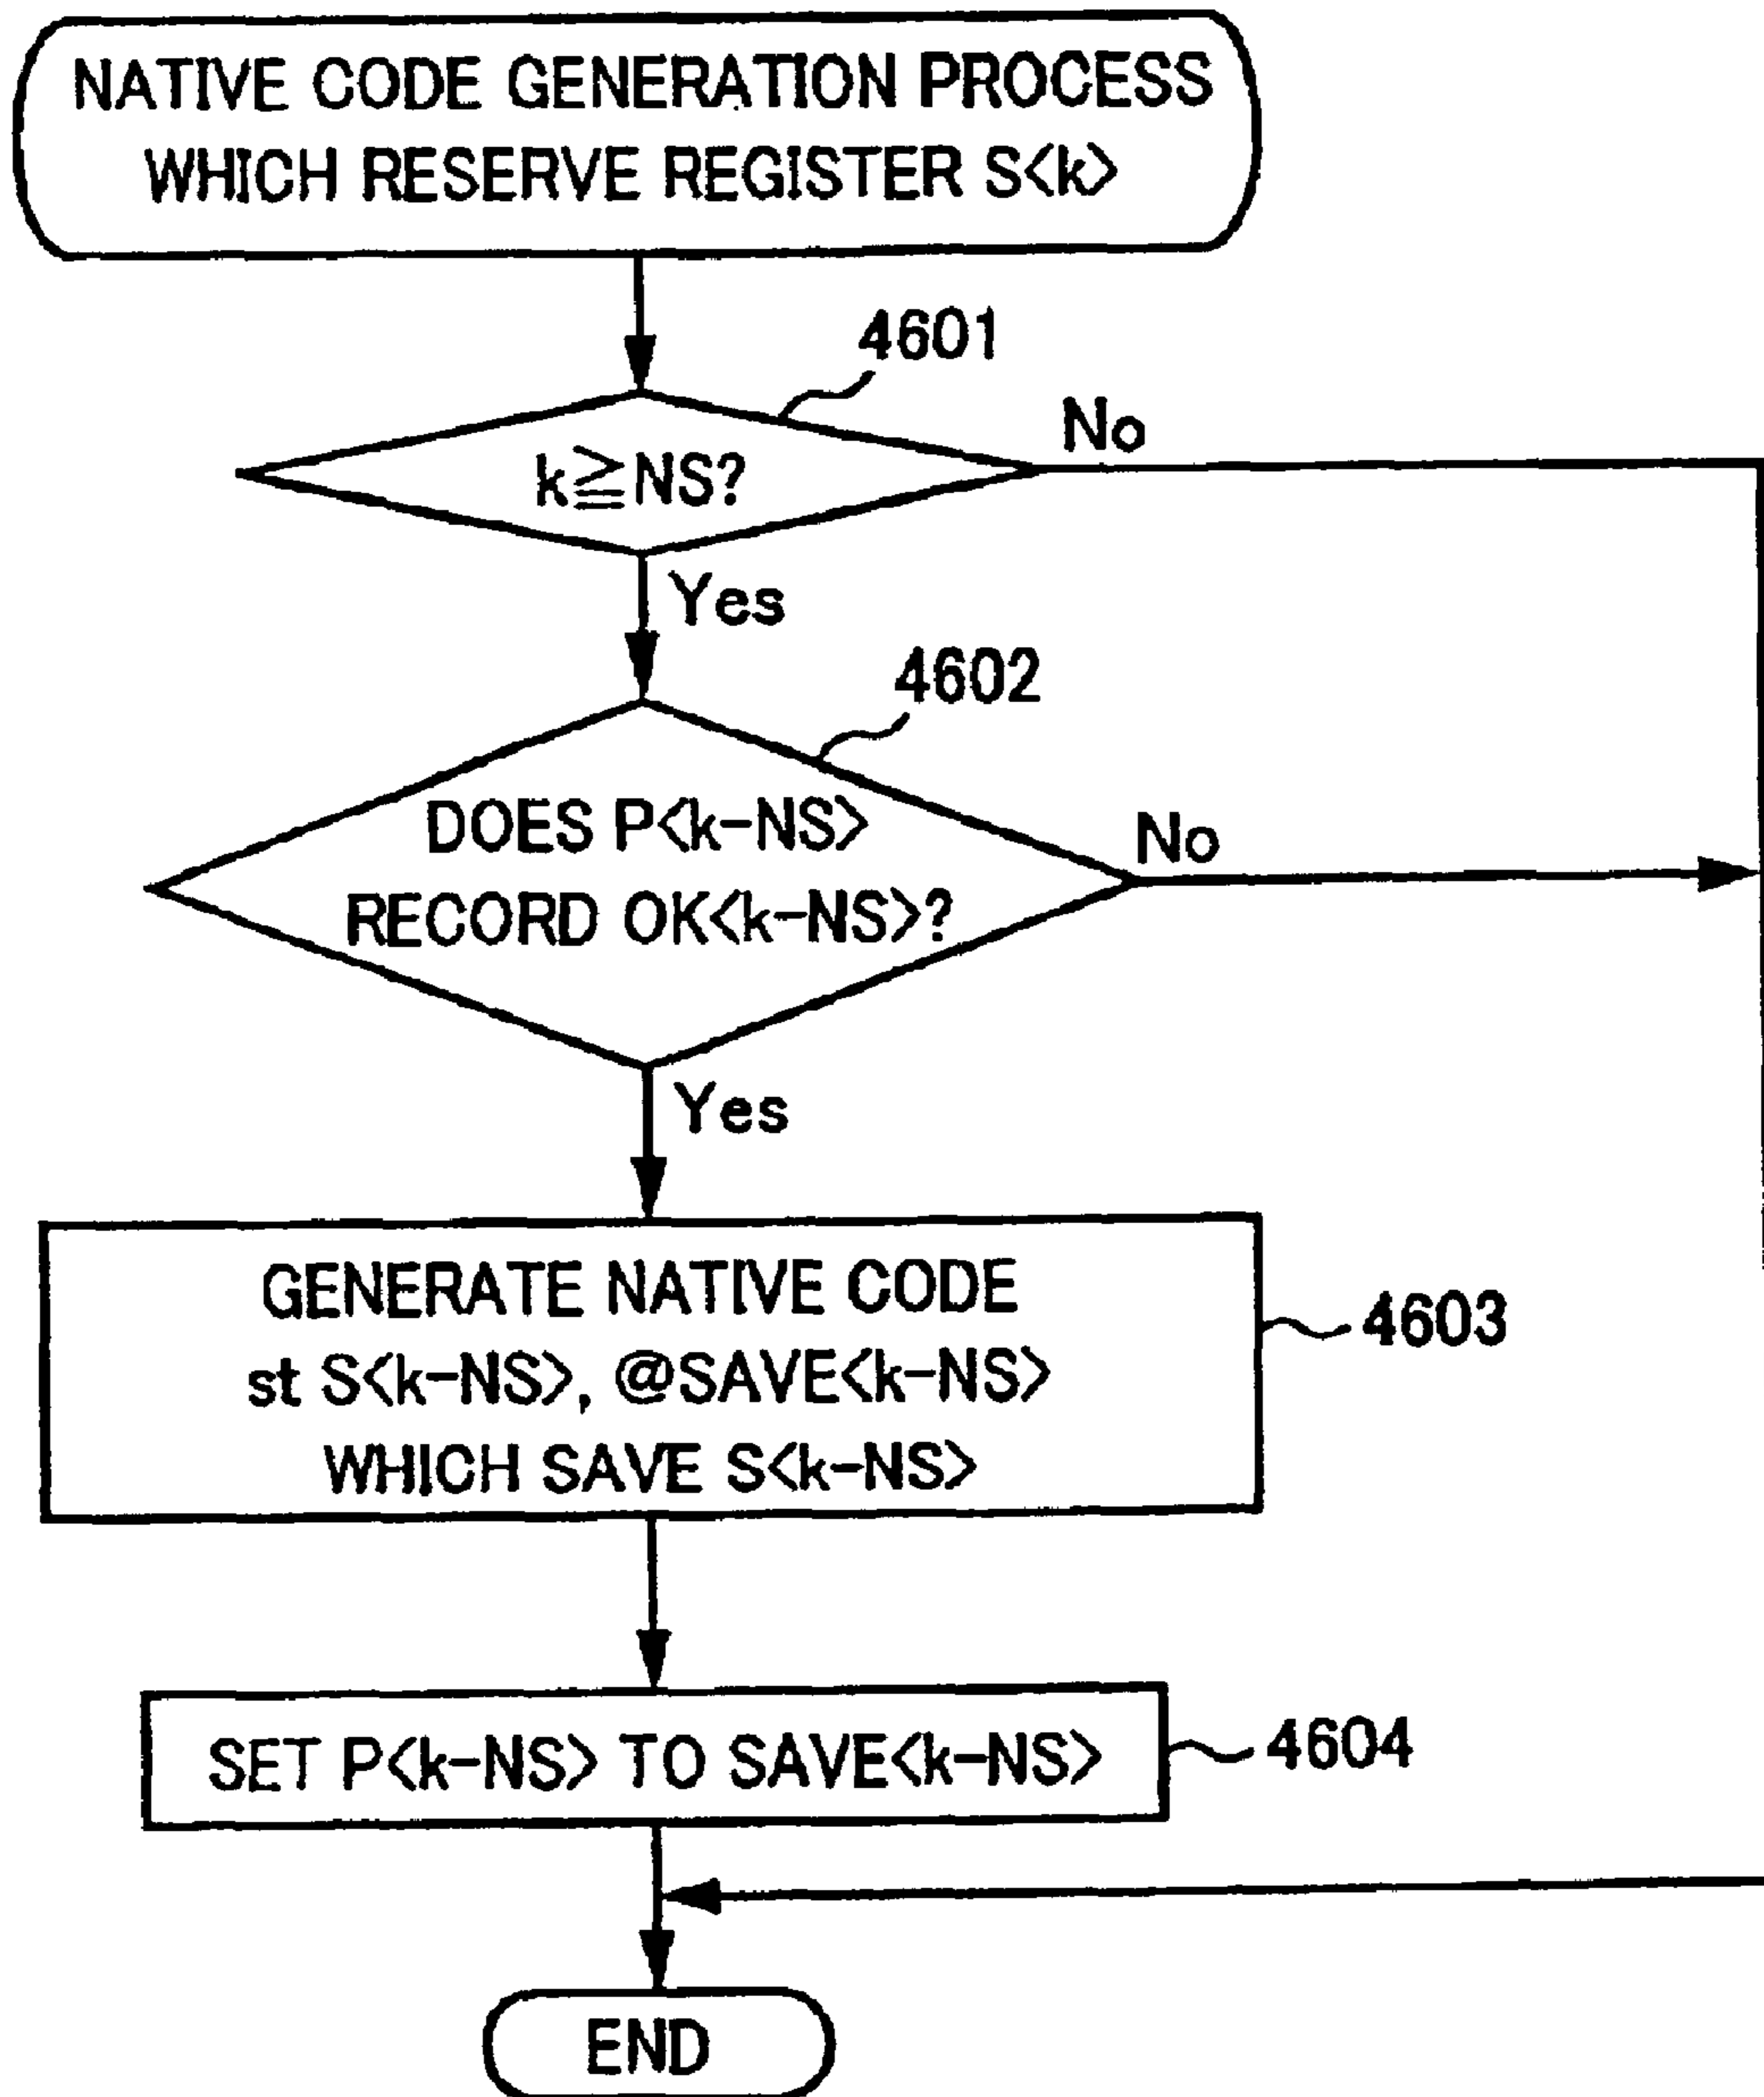 NATIVE CODE GENERATION PROCESS
WHICH RESERVE REGISTER S<k>
4601
k≧NS?
No
Yes
4602
DOES P<k-NS>
RECORD OK<k-NS>?
No
Yes
GENERATE NATIVE CODE
st S<k-NS>, @SAVE<k-NS>
WHICH SAVE S<k-NS>
4603
SET P<k-NS> TO SAVE<k-NS>
4604
END